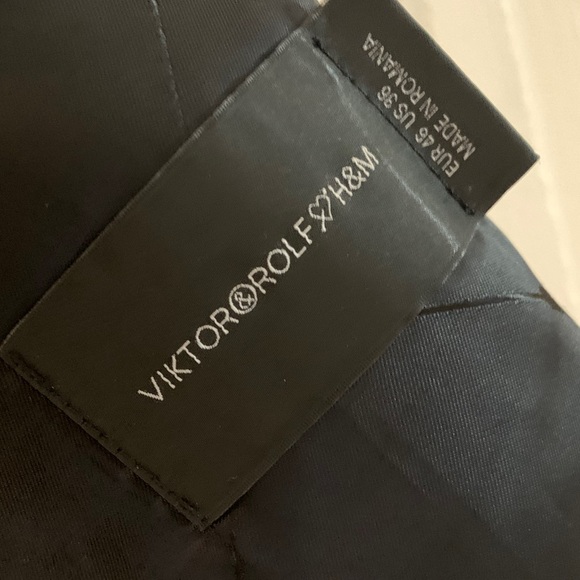 VIKTOR&ROLF♡H&M
EUR 46 US 36
MADE IN ROMANIA